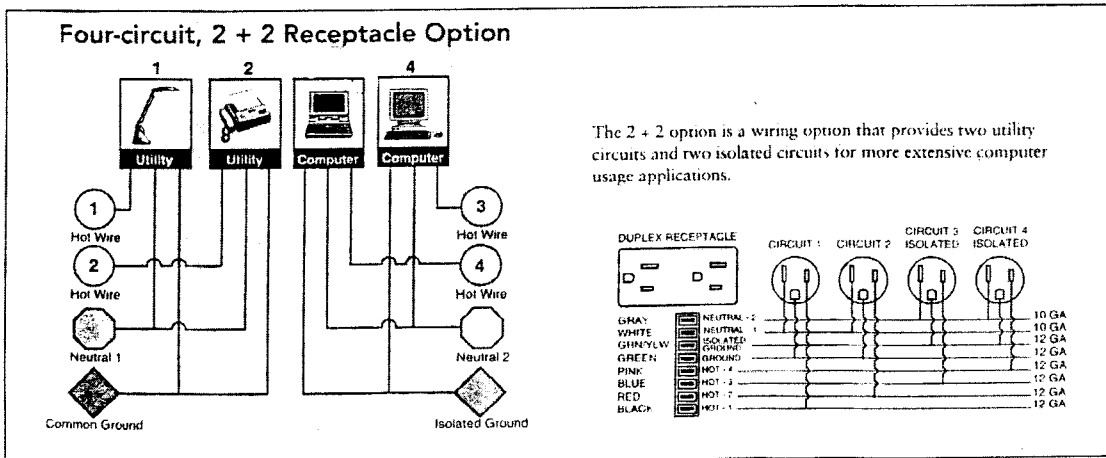 Four-circuit, 2 + 2 Receptacle Option
1 2 4
Utility Utility Computer Computer
1
Hot Wire
3
Hot Wire
2
Hot Wire
4
Hot Wire
Neutral 1
Neutral 2
Common Ground
Isolated Ground
The 2 + 2 option is a wiring option that provides two utility
circuits and two isolated circuits for more extensive computer
usage applications.
DUPLEX RECEPTACLE
CIRCUIT 1
CIRCUIT 2
CIRCUIT 3
ISOLATED
CIRCUIT 4
ISOLATED
GRAY NEUTRAL - 2 10 GA
WHITE NEUTRAL - 1 10 GA
GRN/YLW ISOLATED GROUND 12 GA
GREEN GROUND 12 GA
PINK HOT - 4 12 GA
BLUE HOT - 3 12 GA
RED HOT - 2 12 GA
BLACK HOT - 1 12 GA